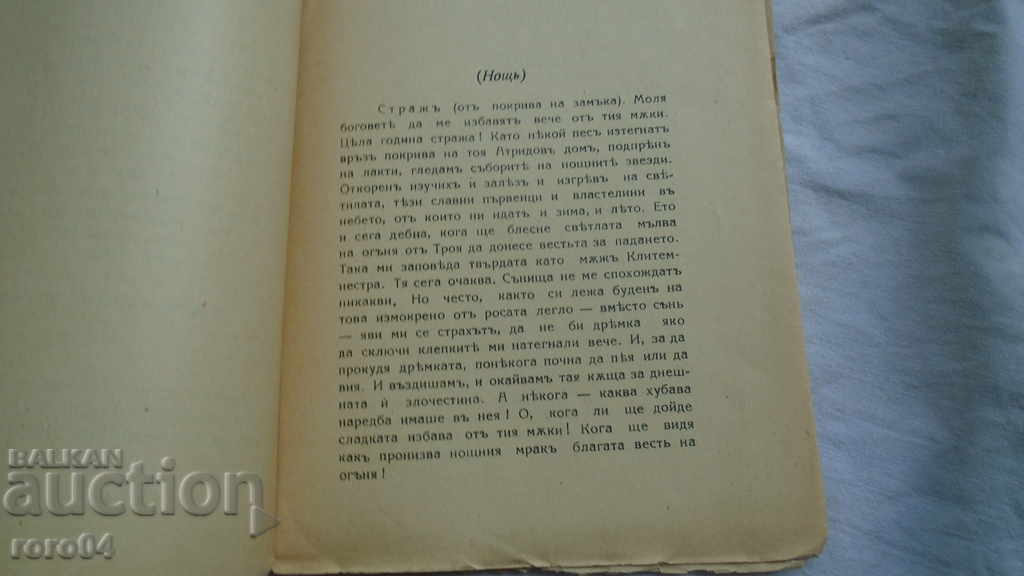 (Нощь)
Стражъ (отъ покрива на замъка). Моля
боговетѣ да ме избавятъ вече отъ тия мѫки.
Цѣла година стража! Като нѣкой песъ изтегнатъ
връзъ покрива на тоя Атридовъ домъ, подпрѣнъ
на лакти, гледамъ съборитѣ на нощнитѣ звезди.
Откоренъ изучихъ и залѣзъ и изгрѣвъ на свѣ-
тилата, тѣзи славни първенци и властелини въ
небето, отъ които ни идатъ и зима, и лѣто. Ето
и сега дебна, кога ще блесне свѣтлата мълва
на огъня отъ Троя да донесе вестьта за падането.
Така ми заповѣда твърдата като мѫжъ Клитем-
нестра. Тя сега очаква. Сънища не ме спохождатъ
никакви, Но често, както си лежа буденъ на
това измокрено отъ росата легло — вмѣсто сънь
— яви ми се страхътъ, да не би дрѣмка яко
да сключи клепкитѣ ми натегнали вече. И, за да
прокудя дрѣмката, понѣкога почна да пѣя или да
вия. И въздишамъ, и окайвамъ тая кѫща за днеш-
ната ѝ злочестина. А нѣкога — каква хубава
наредба имаше въ нея! О, кога ли ще дойде
сладката избава отъ тия мѫки! Кога ще видя
какъ пронизва нощния мракъ благата весть на
огъня!
BALKAN
auction
roro04